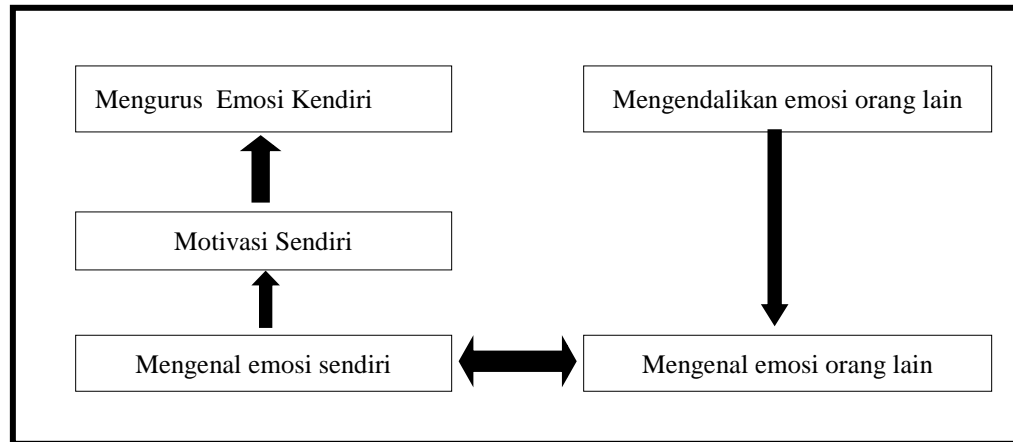 Mengurus Emosi Kendiri
Mengendalikan emosi orang lain
Motivasi Sendiri
Mengenal emosi sendiri
Mengenal emosi orang lain